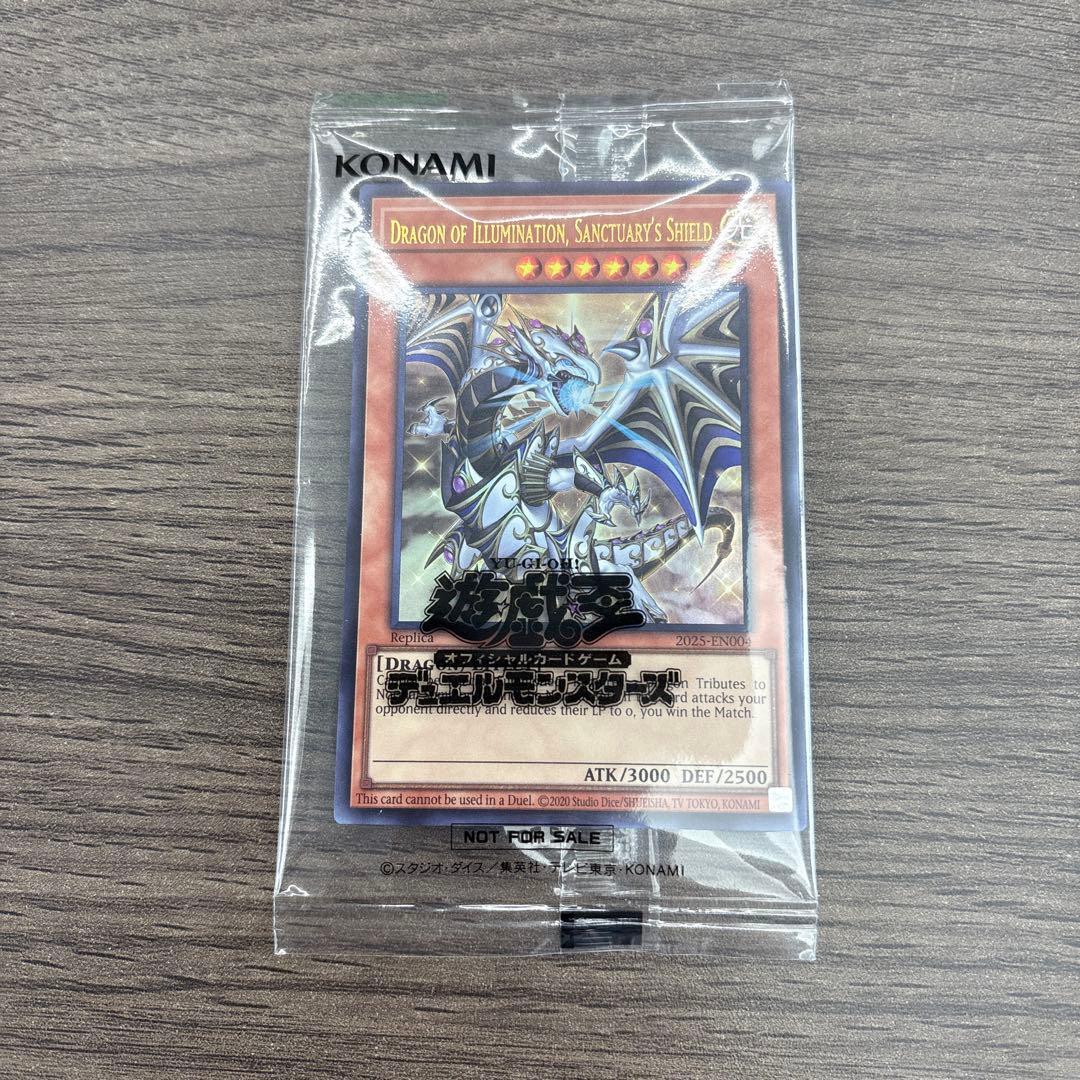 KONAMI
DRAGON OF ILLUMINATION, SANCTUARY'S SHIELD
YU-GI-OH!
遊☆戯☆王
Replica
2025-EN004
オフィシャルカードゲーム
デュエルモンスターズ
[DRAGON
Tributes to
attacks your
opponent directly and reduces their LP to 0, you win the Match.
ATK/3000 DEF/2500
This card cannot be used in a Duel. ©2020 Studio Dice/SHUEISHA, TV TOKYO, KONAMI
NOT FOR SALE
©スタジオ・ダイス/集英社・テレビ東京・KONAMI